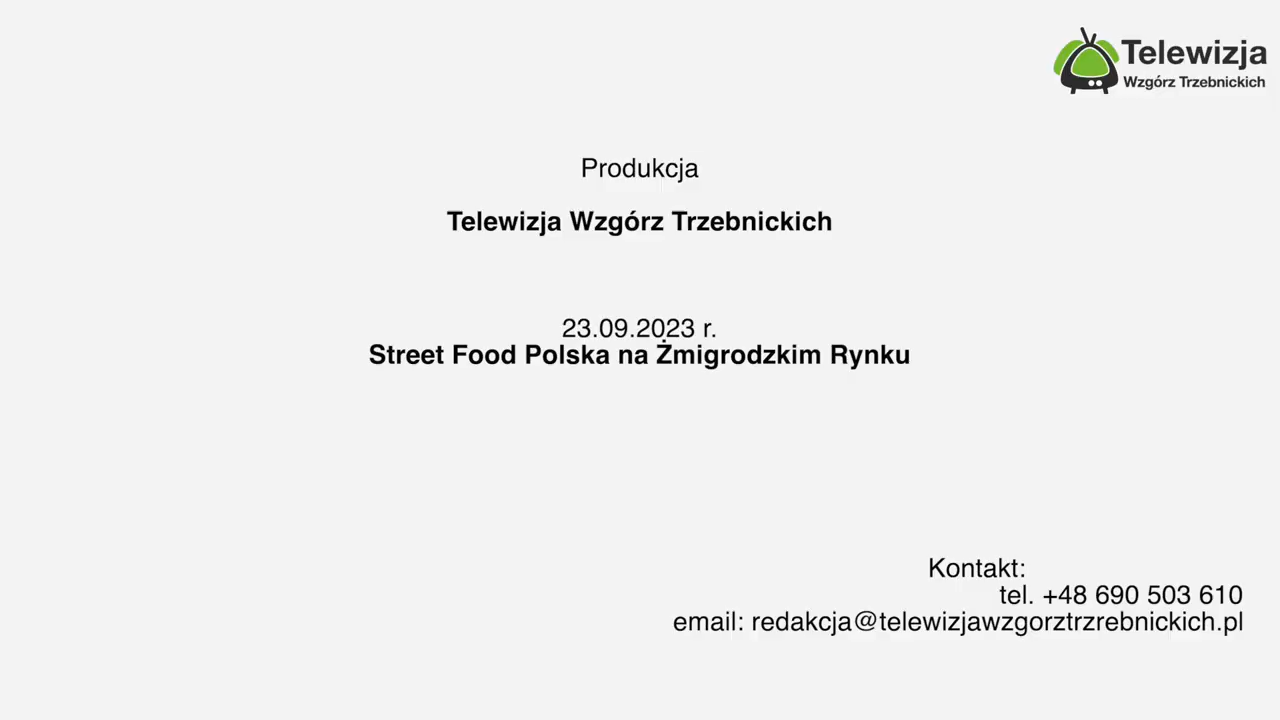 Telewizja
Wzgórz Trzebnickich
Produkcja
Telewizja Wzgórz Trzebnickich
23.09.2023 r.
Street Food Polska na Żmigrodzkim Rynku
Kontakt:
tel. +48 690 503 610
email: redakcja@telewizjawzgorztrzrebnickich.pl